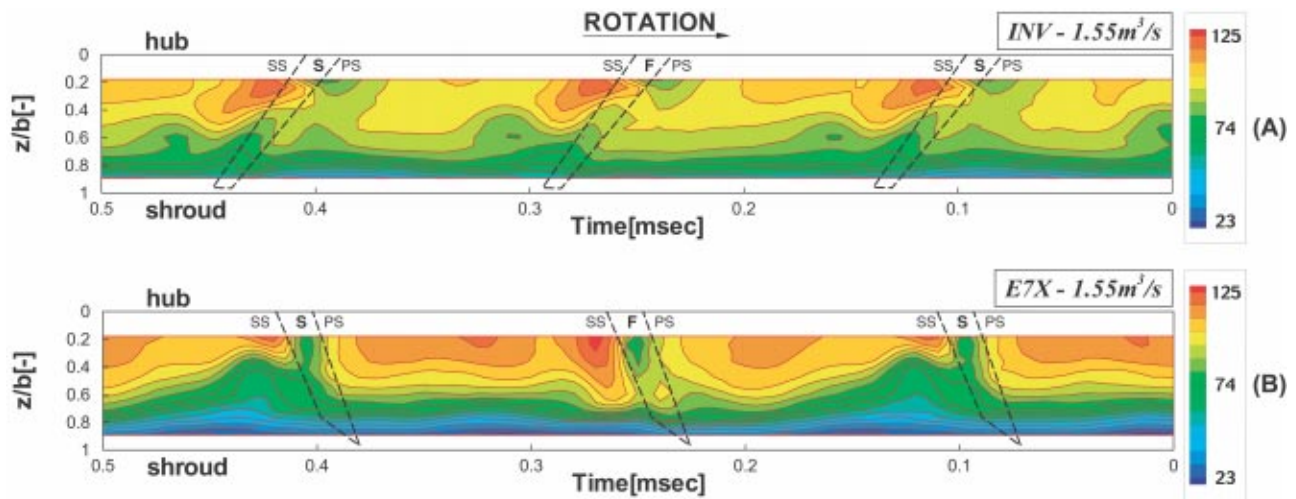 ROTATION
INV - 1.55m³/s
hub
SS S PS
SS F PS
SS S PS
0
0.2
0.4
0.6
0.8
1
z/b[-]
125
74
23
(A)
0.5
0.4
0.3
0.2
0.1
0
shroud
Time[msec]
E7X - 1.55m³/s
hub
SS S PS
SS F PS
SS S PS
0
0.2
0.4
0.6
0.8
1
z/b[-]
125
74
23
(B)
0.5
0.4
0.3
0.2
0.1
0
shroud
Time[msec]